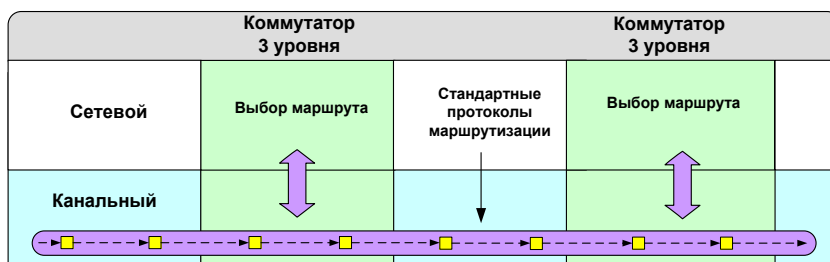 Коммутатор
3 уровня
Коммутатор
3 уровня
Сетевой
Выбор маршрута
Стандартные
протоколы
маршрутизации
Выбор маршрута
Канальный